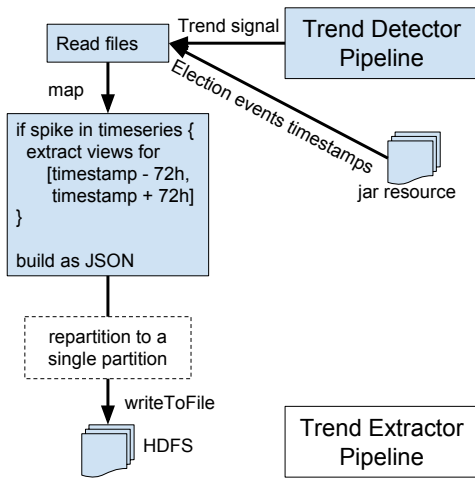 Trend signal
Trend Detector
Pipeline
Read files
Election events timestamps
map
if spike in timeseries {
extract views for
[timestamp - 72h,
timestamp + 72h]
}
build as JSON
jar resource
repartition to a
single partition
writeToFile
HDFS
Trend Extractor
Pipeline